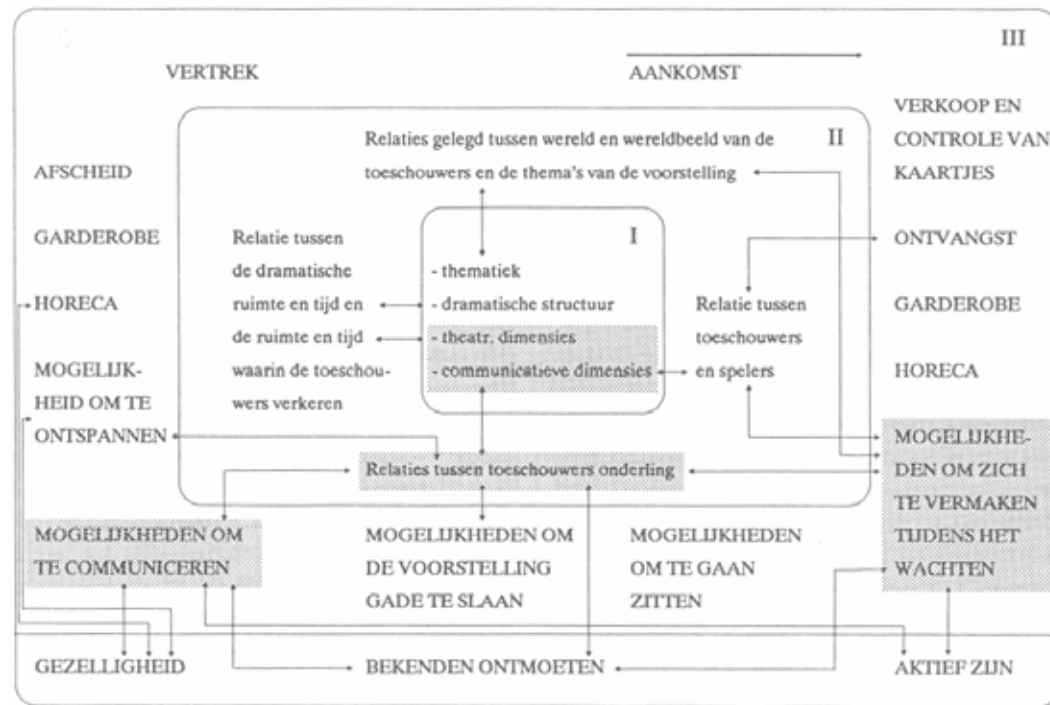 III
VERTREK
AANKOMST
VERKOOP EN
CONTROLE VAN
KAARTJES
II
Relaties gelegd tussen wereld en wereldbeeld van de
toeschouwers en de thema's van de voorstelling
AFSCHEID
GARDEROBE
HORECA
MOGELIJK-
HEID OM TE
ONTSPANNEN
Relatie tussen
de dramatische
ruimte en tijd en
de ruimte en tijd
waarin de toeschou-
wers verkeren
I
- thematiek
- dramatische structuur
- theatr. dimensies
- communicatieve dimensies
Relatie tussen
toeschouwers
en spelers
ONTVANGST
GARDEROBE
HORECA
MOGELIJKHE-
DEN OM ZICH
TE VERMAKEN
TIJDENS HET
WACHTEN
Relaties tussen toeschouwers onderling
MOGELIJKHEDEN OM
TE COMMUNICEREN
MOGELIJKHEDEN OM
DE VOORSTELLING
GADE TE SLAAN
MOGELIJKHEDEN
OM TE GAAN
ZITTEN
GEZELLIGHEID
BEKENDEN ONTMOETEN
AKTIEF ZIJN